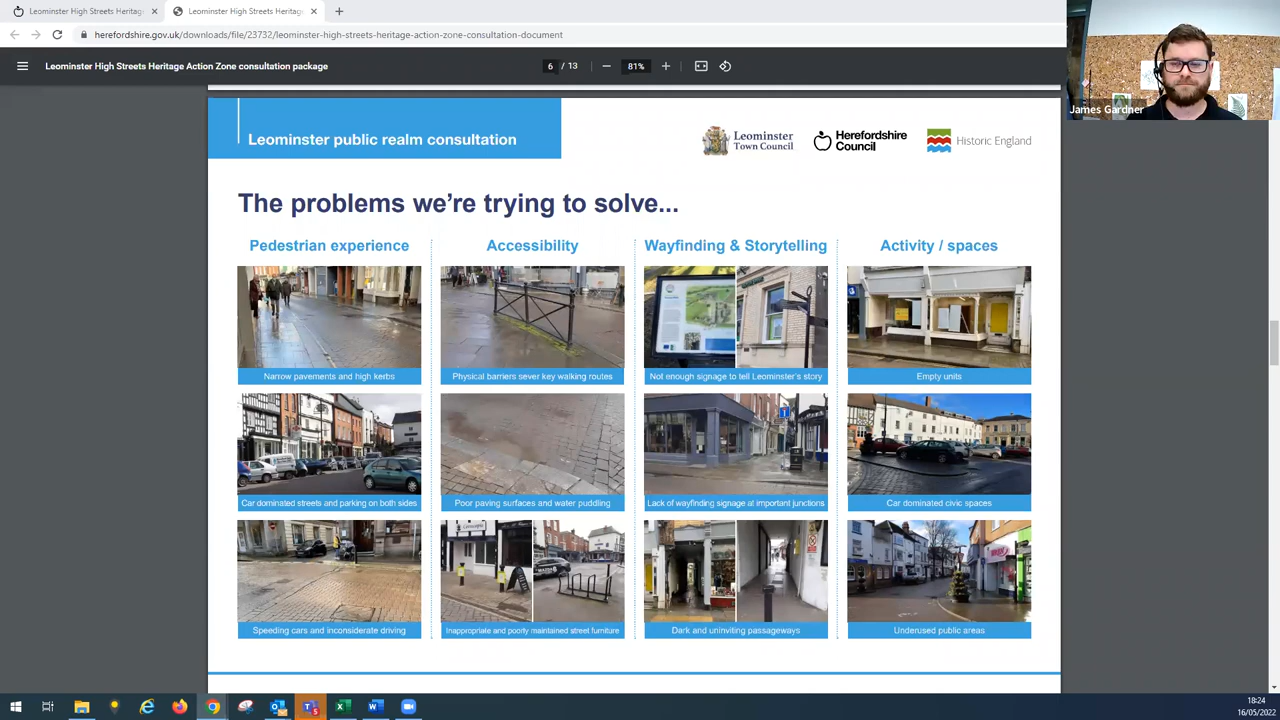 Leominster High Streets Heritag
Leominster High Streets Heritag
herefordshire.gov.uk/downloads/file/23732/leominster-high-streets-heritage-action-zone-consultation-document
Leominster High Streets Heritage Action Zone consultation package
6 / 13
81%
James Gardner
Leominster public realm consultation
Leominster
Town Council
Herefordshire
Council
Historic England
The problems we're trying to solve...
Pedestrian experience
Accessibility
Wayfinding & Storytelling
Activity / spaces
Narrow pavements and high kerbs
Physical barriers sever key walking routes
Not enough signage to tell Leominster's story
Empty units
Car dominated streets and parking on both sides
Poor paving surfaces and water puddling
Lack of wayfinding signage at important junctions
Car dominated civic spaces
Speeding cars and inconsiderate driving
Inappropriate and poorly maintained street furniture
Dark and uninviting passageways
Underused public areas
18:24
16/05/2022